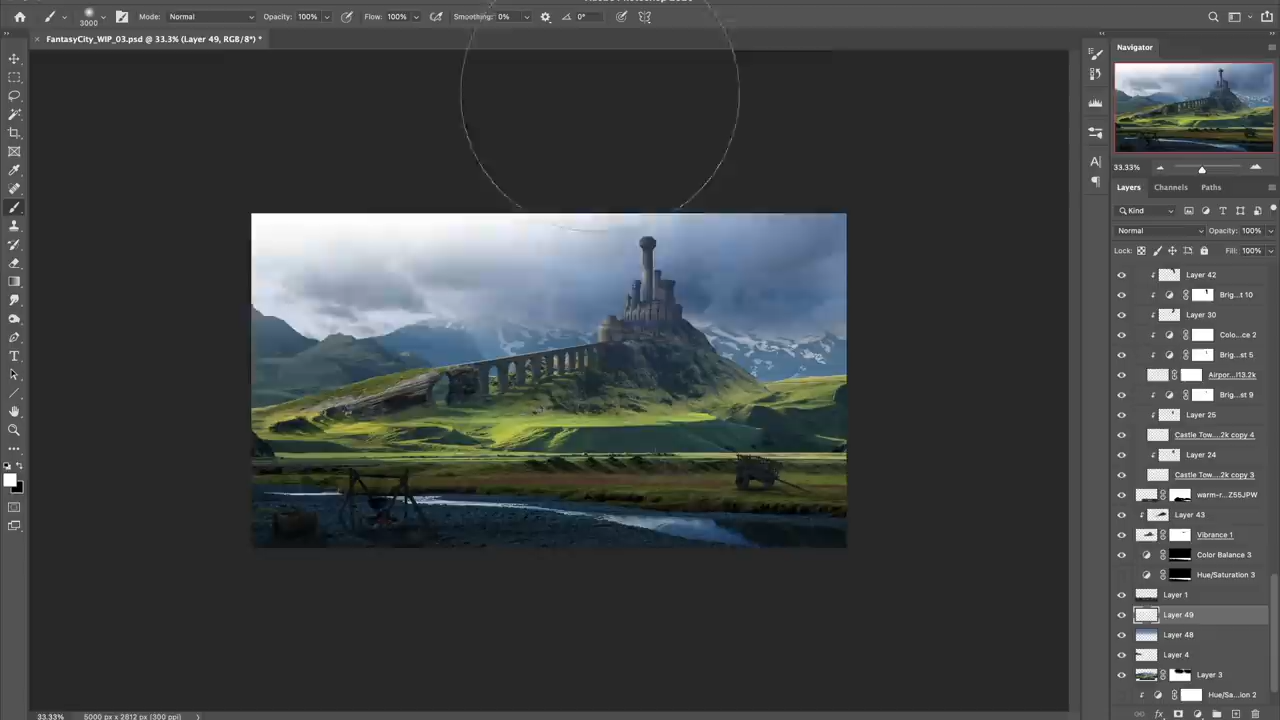 3000
Mode: Normal
Opacity: 100%
Flow: 100%
Smoothing: 0%
0°
FantasyCity_WIP_03.psd @ 33.3% (Layer 49, RGB/8*) *
Navigator
33.33%
Layers Channels Paths
Kind
Normal
Opacity: 100%
Lock:
Fill: 100%
Layer 42
Brig...t 10
Layer 30
Colo...ce 2
Brig...st 5
Airpor...l13.2k
Brig...st 9
Layer 25
Castle Tow....2k copy 4
Layer 24
Castle Tow....2k copy 3
warm-r...Z55JPW
Layer 43
Vibrance 1
Color Balance 3
Hue/Saturation 3
Layer 1
Layer 49
Layer 48
Layer 4
Layer 3
Hue/Sa...ion 2
33.33%
5000 px x 2812 px (300 ppi)